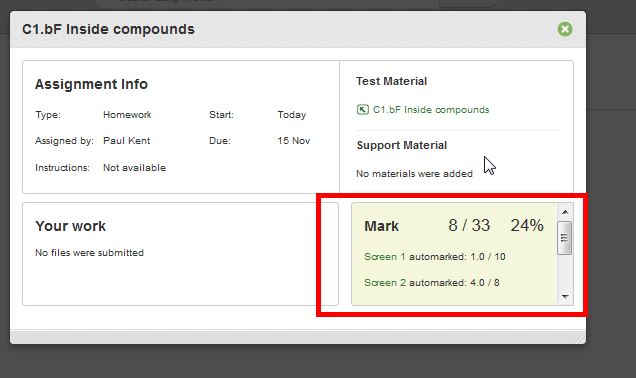 C1.bF Inside compounds
Assignment Info
Type: Homework Start: Today
Assigned by: Paul Kent Due: 15 Nov
Instructions: Not available
Test Material
C1.bF Inside compounds
Support Material
No materials were added
Your work
No files were submitted
Mark 8 / 33 24%
Screen 1 automarked: 1.0 / 10
Screen 2 automarked: 4.0 / 8